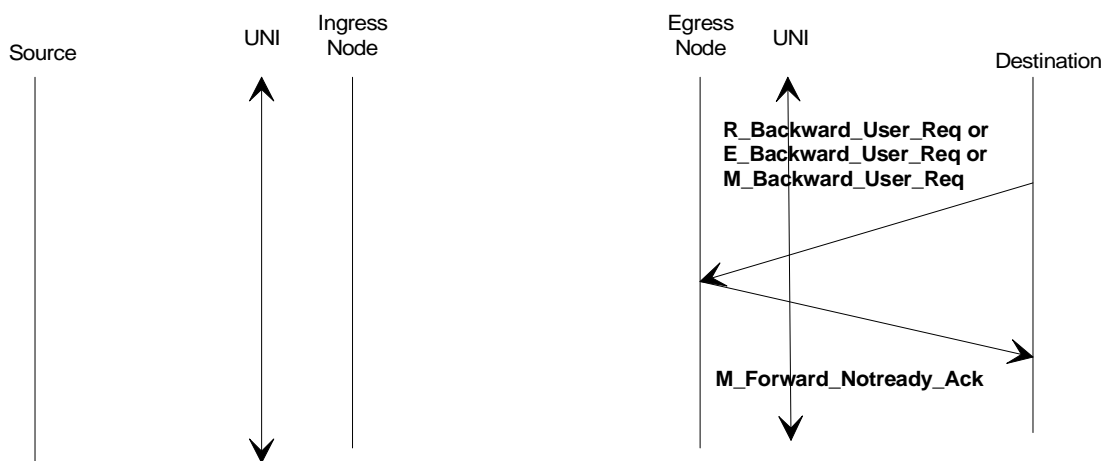 Source
UNI
Ingress
Node
Egress
Node
UNI
Destination
R_Backward_User_Req or
E_Backward_User_Req or
M_Backward_User_Req
M_Forward_Notready_Ack